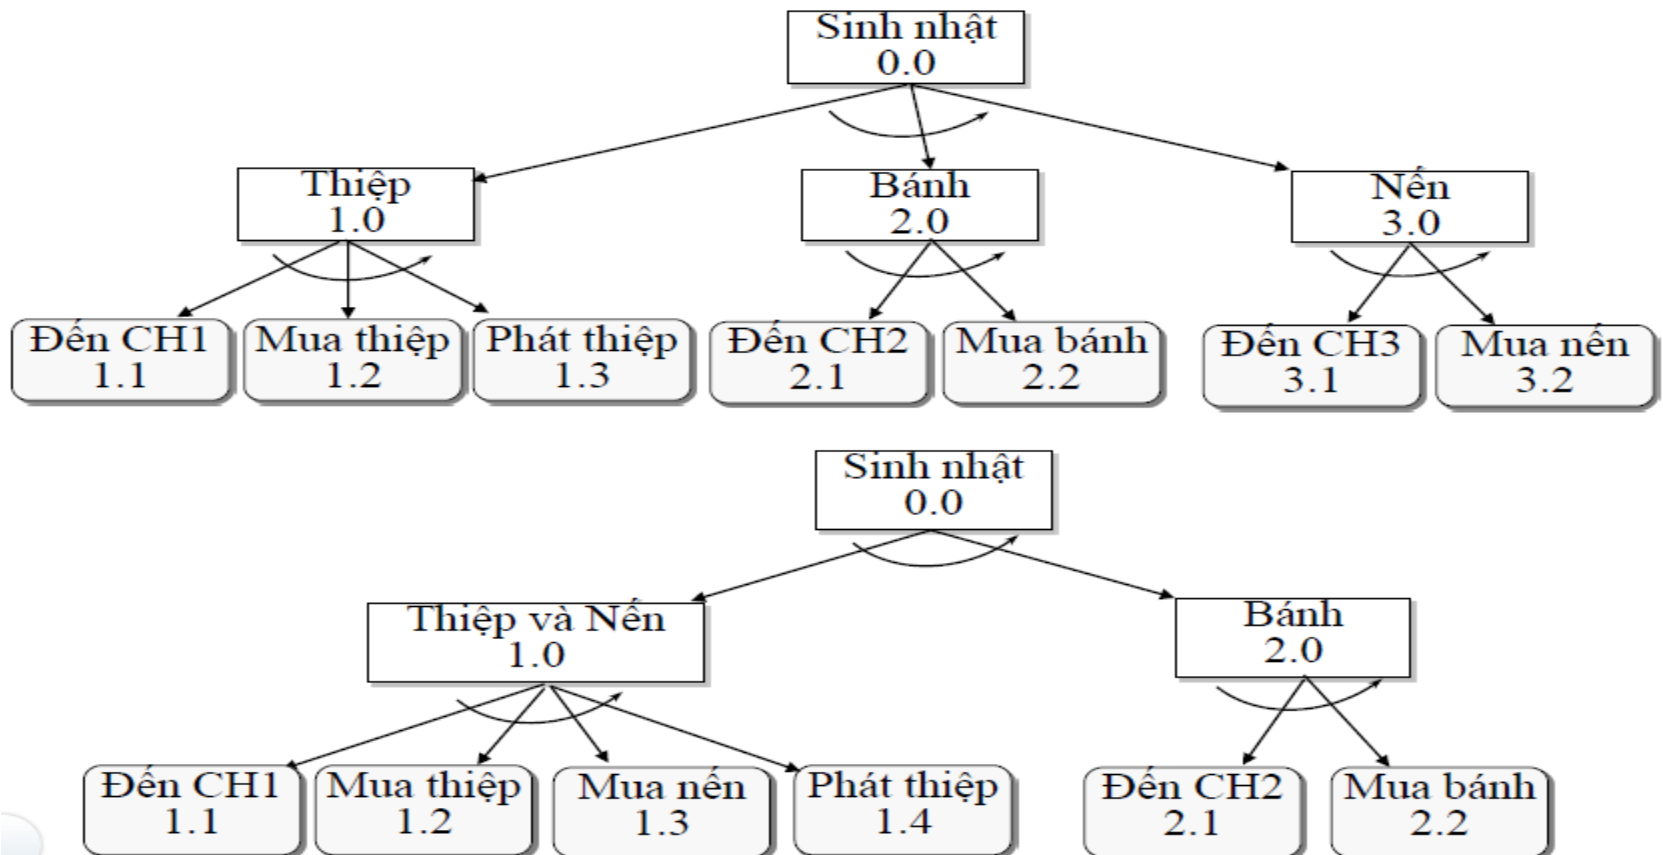 Sinh nhật
0.0
Thiệp
1.0
Bánh
2.0
Nến
3.0
Đến CH1
1.1
Mua thiệp
1.2
Phát thiệp
1.3
Đến CH2
2.1
Mua bánh
2.2
Đến CH3
3.1
Mua nến
3.2
Sinh nhật
0.0
Thiệp và Nến
1.0
Bánh
2.0
Đến CH1
1.1
Mua thiệp
1.2
Mua nến
1.3
Phát thiệp
1.4
Đến CH2
2.1
Mua bánh
2.2